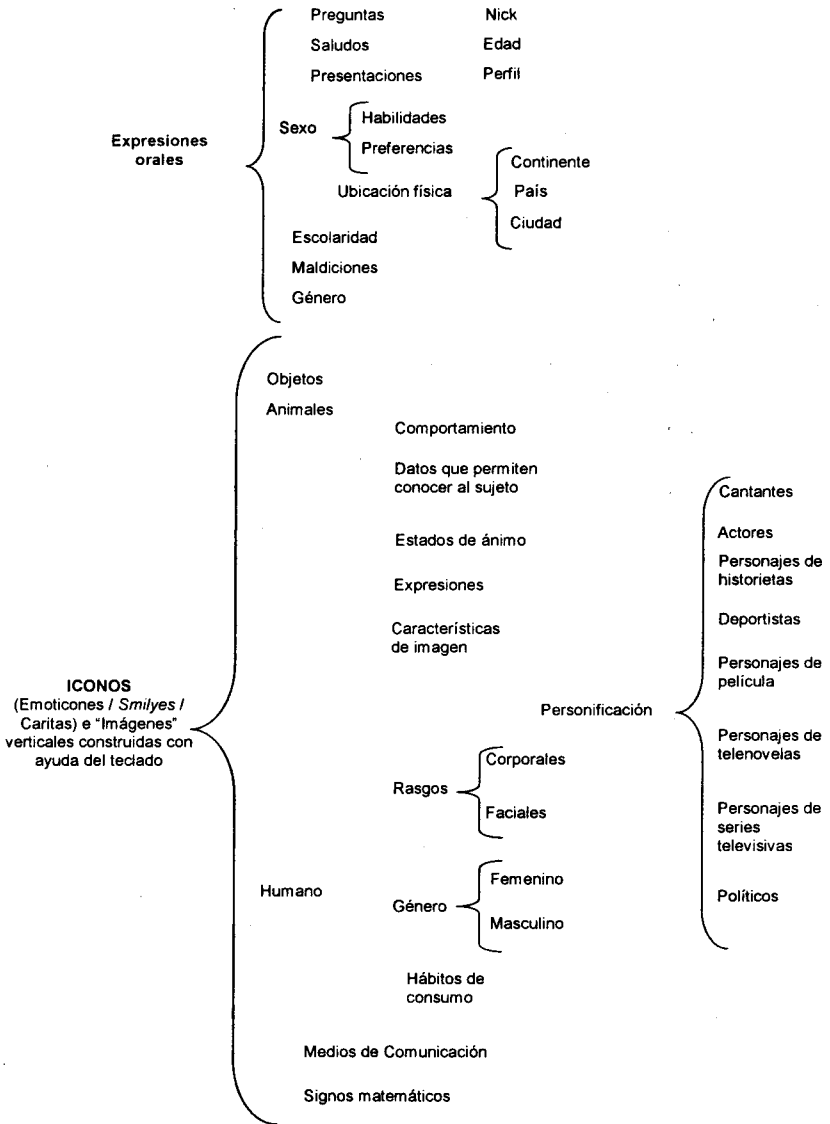 Preguntas
Nick
Saludos
Edad
Presentaciones
Perfil
Expresiones
orales
Sexo
Habilidades
Preferencias
Ubicación física
Continente
País
Ciudad
Escolaridad
Maldiciones
Género
ICONOS
(Emoticones / Smilyes /
Caritas) e “Imágenes”
verticales construidas con
ayuda del teclado
Objetos
Animales
Humano
Comportamiento
Datos que permiten
conocer al sujeto
Estados de ánimo
Expresiones
Características
de imagen
Personificación
Cantantes
Actores
Personajes de
historietas
Deportistas
Personajes de
película
Personajes de
telenovelas
Personajes de
series
televisivas
Políticos
Rasgos
Corporales
Faciales
Género
Femenino
Masculino
Hábitos de
consumo
Medios de Comunicación
Signos matemáticos